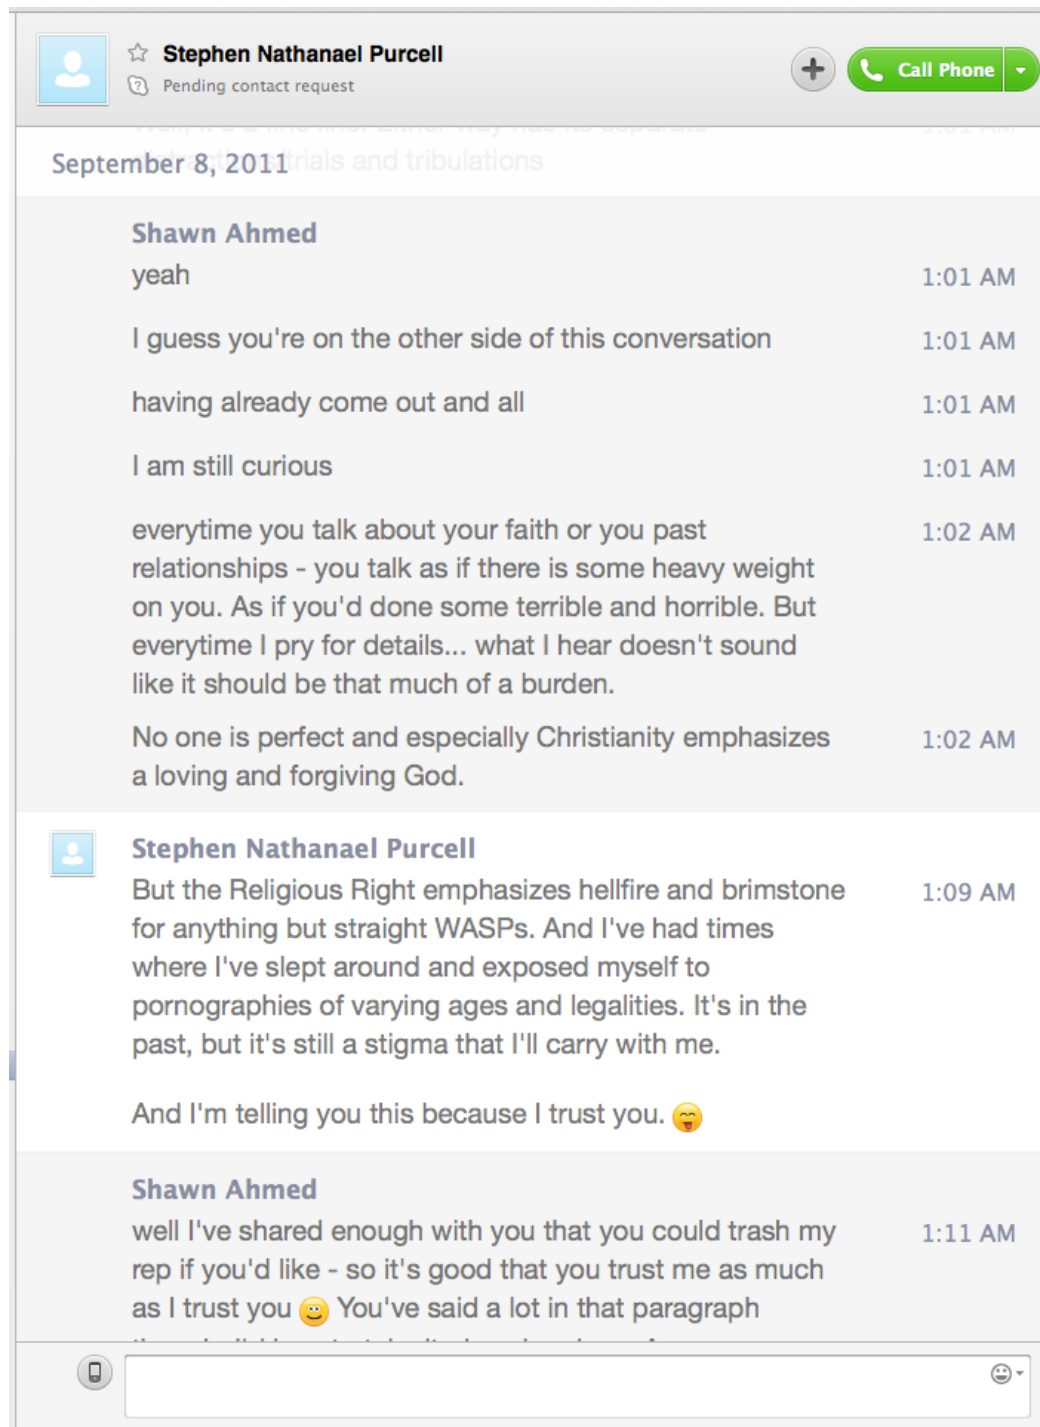 Stephen Nathanael Purcell
Pending contact request
Call Phone
distractions/trials and tribulations
September 8, 2011
Shawn Ahmed
yeah 1:01 AM
I guess you're on the other side of this conversation 1:01 AM
having already come out and all 1:01 AM
I am still curious 1:01 AM
everytime you talk about your faith or you past 1:02 AM
relationships - you talk as if there is some heavy weight
on you. As if you'd done some terrible and horrible. But
everytime I pry for details... what I hear doesn't sound
like it should be that much of a burden.
No one is perfect and especially Christianity emphasizes 1:02 AM
a loving and forgiving God.
Stephen Nathanael Purcell
But the Religious Right emphasizes hellfire and brimstone 1:09 AM
for anything but straight WASPs. And I've had times
where I've slept around and exposed myself to
pornographies of varying ages and legalities. It's in the
past, but it's still a stigma that I'll carry with me.
And I'm telling you this because I trust you.
Shawn Ahmed
well I've shared enough with you that you could trash my 1:11 AM
rep if you'd like - so it's good that you trust me as much
as I trust you You've said a lot in that paragraph